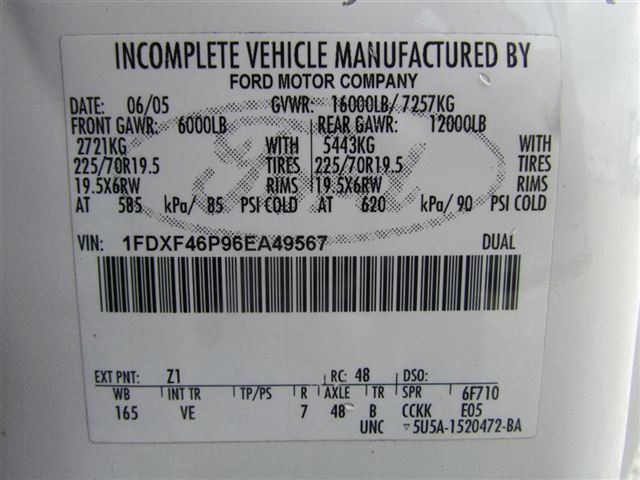 INCOMPLETE VEHICLE MANUFACTURED BY
FORD MOTOR COMPANY
DATE: 06/05 GVWR: 16000LB/ 7257KG
FRONT GAWR: 6000LB REAR GAWR: 12000LB
2721KG WITH 5443KG WITH
225/70R19.5 TIRES 225/70R19.5 TIRES
19.5X6RW RIMS 19.5X6RW RIMS
AT 585 kPa/ 85 PSI COLD AT 620 kPa/ 90 PSI COLD
VIN: 1FDXF46P96EA49567 DUAL
EXT PNT: Z1 RC: 48 DSO:
WB INT TR TP/PS R AXLE TR SPR 6F710
165 VE 7 48 B CCKK E05
UNC ▽5U5A-1520472-BA